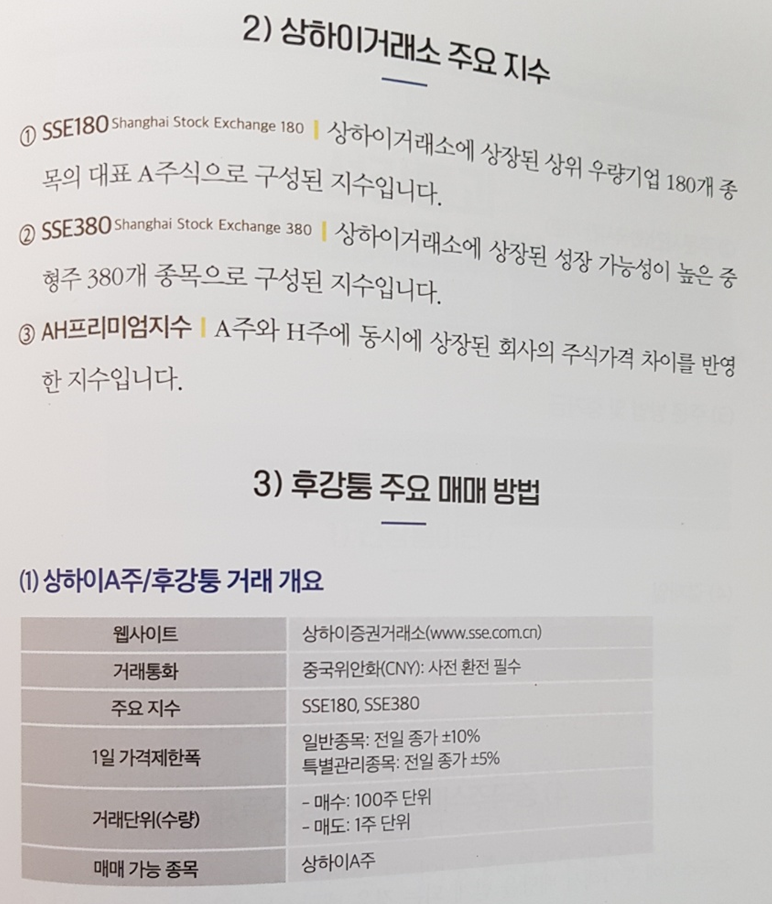 2) 상하이거래소 주요 지수
① SSE180 Shanghai Stock Exchange 180 | 상하이거래소에 상장된 상위 우량기업 180개 종
목의 대표 A주식으로 구성된 지수입니다.
② SSE380 Shanghai Stock Exchange 380 | 상하이거래소에 상장된 성장 가능성이 높은 중
형주 380개 종목으로 구성된 지수입니다.
③ AH프리미엄지수 | A주와 H주에 동시에 상장된 회사의 주식가격 차이를 반영
한 지수입니다.
3) 후강퉁 주요 매매 방법
(1) 상하이A주/후강퉁 거래 개요
웹사이트 상하이증권거래소(www.sse.com.cn)
거래통화 중국위안화(CNY): 사전 환전 필수
주요 지수 SSE180, SSE380
1일 가격제한폭 일반종목: 전일 종가 ±10%
특별관리종목: 전일 종가 ±5%
거래단위(수량) - 매수: 100주 단위
- 매도: 1주 단위
매매 가능 종목 상하이A주